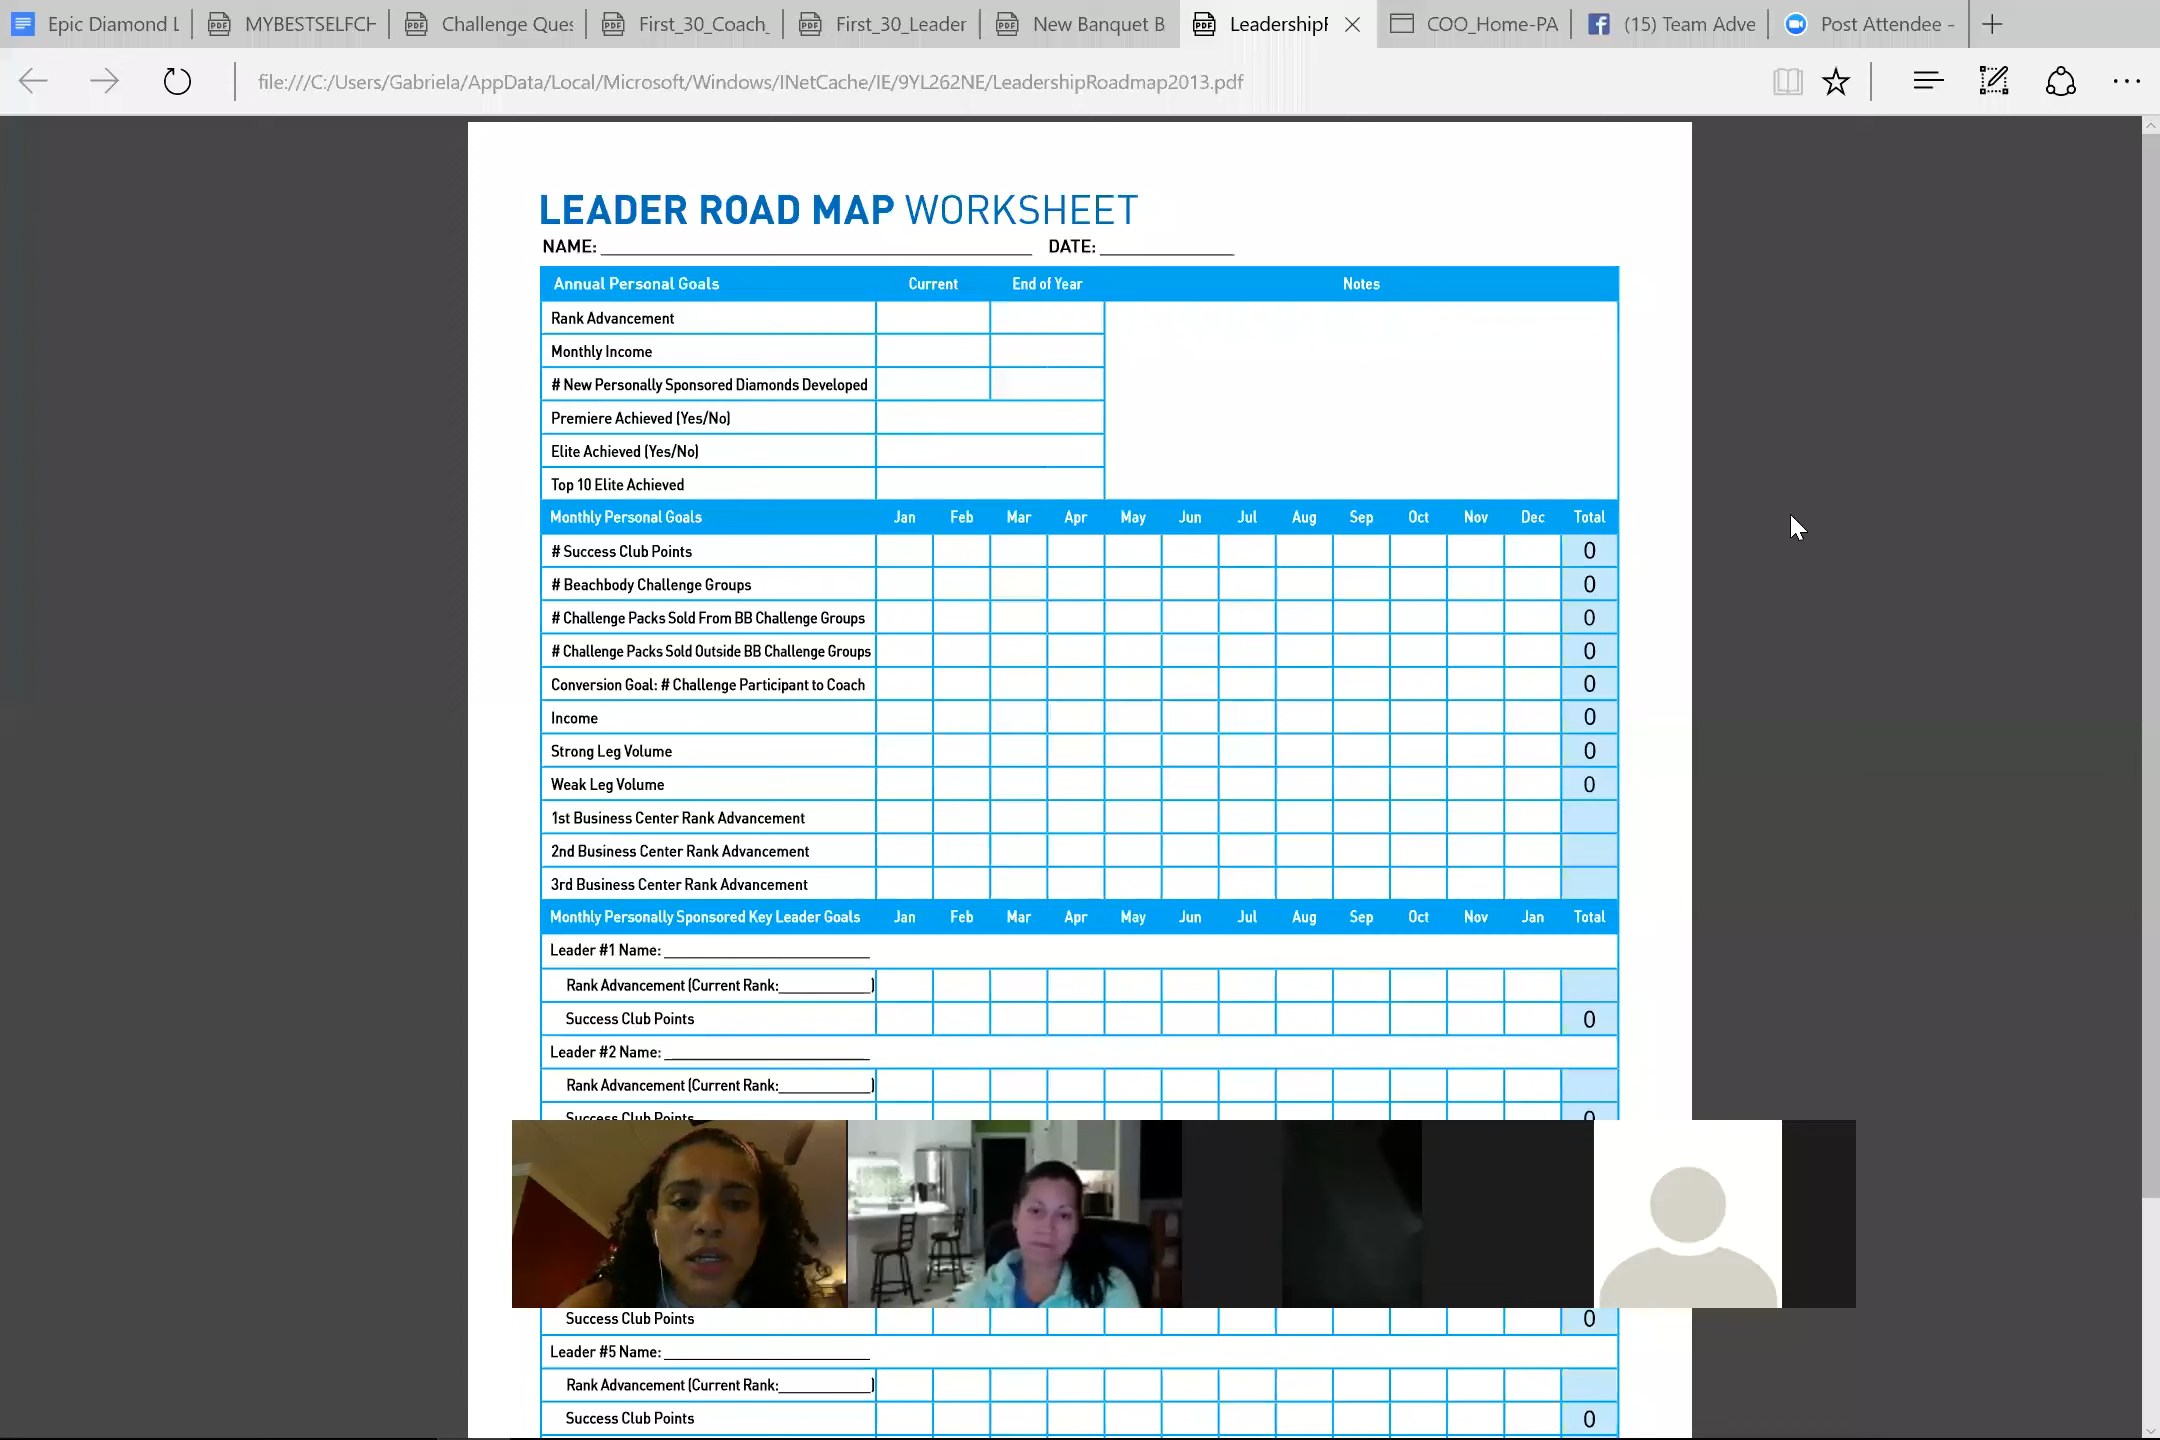 Epic Diamond L
MYBESTSELFCH
Challenge Ques
First_30_Coach_
First_30_Leader
New Banquet B
LeadershipR
COO_Home-PA
(15) Team Adve
Post Attendee -
file:///C:/Users/Gabriela/AppData/Local/Microsoft/Windows/INetCache/IE/9YL262NE/LeadershipRoadmap2013.pdf
LEADER ROAD MAP WORKSHEET
NAME: DATE:
Annual Personal Goals Current End of Year Notes
Rank Advancement
Monthly Income
# New Personally Sponsored Diamonds Developed
Premiere Achieved (Yes/No)
Elite Achieved (Yes/No)
Top 10 Elite Achieved
Monthly Personal Goals Jan Feb Mar Apr May Jun Jul Aug Sep Oct Nov Dec Total
# Success Club Points 0
# Beachbody Challenge Groups 0
# Challenge Packs Sold From BB Challenge Groups 0
# Challenge Packs Sold Outside BB Challenge Groups 0
Conversion Goal: # Challenge Participant to Coach 0
Income 0
Strong Leg Volume 0
Weak Leg Volume 0
1st Business Center Rank Advancement
2nd Business Center Rank Advancement
3rd Business Center Rank Advancement
Monthly Personally Sponsored Key Leader Goals Jan Feb Mar Apr May Jun Jul Aug Sep Oct Nov Jan Total
Leader #1 Name:
Rank Advancement (Current Rank: )
Success Club Points 0
Leader #2 Name:
Rank Advancement (Current Rank: )
Success Club Points 0
Success Club Points 0
Leader #5 Name:
Rank Advancement (Current Rank: )
Success Club Points 0